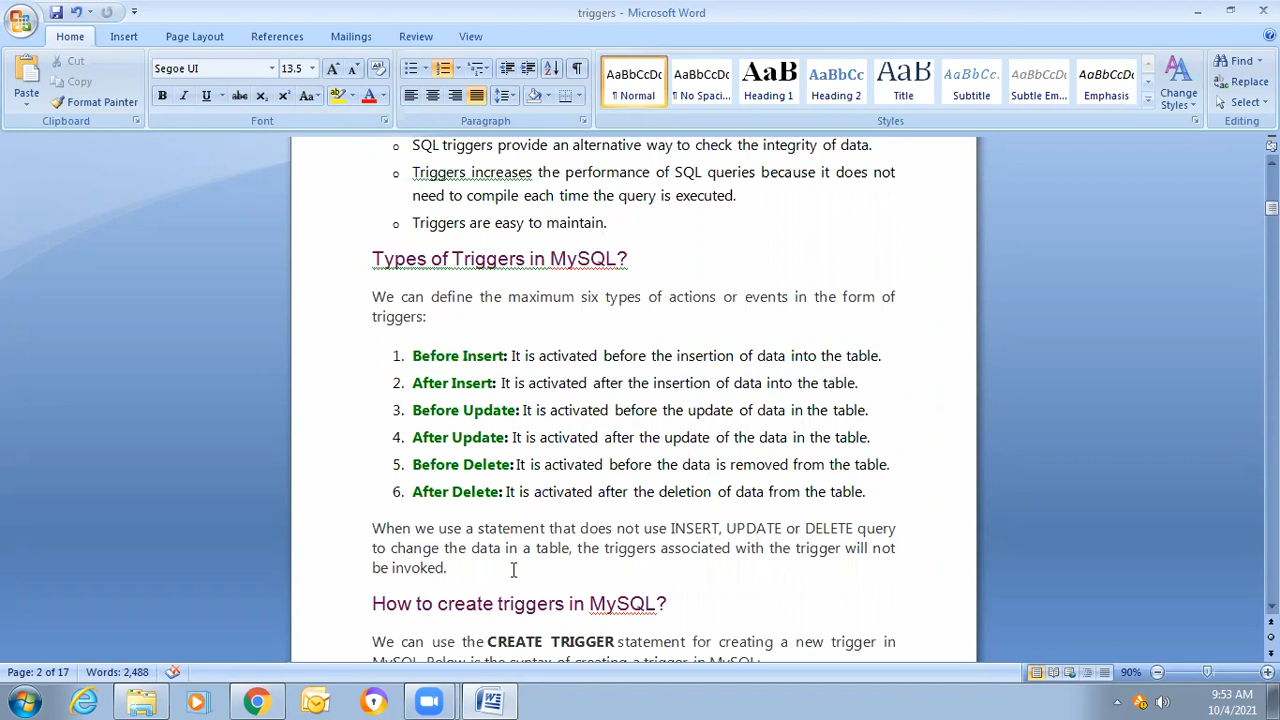 triggers - Microsoft Word
Home Insert Page Layout References Mailings Review View
Paste
Cut
Copy
Format Painter
Clipboard
Segoe UI 13.5
Font
Paragraph
AaBbCcDc AaBbCcDc AaB AaBbCc AaB AaBbCc. AaBbCcDc AaBbCcDc
¶ Normal ¶ No Spaci... Heading 1 Heading 2 Title Subtitle Subtle Em... Emphasis
Change Styles
Styles
Find
Replace
Select
Editing
SQL triggers provide an alternative way to check the integrity of data.
Triggers increases the performance of SQL queries because it does not
need to compile each time the query is executed.
Triggers are easy to maintain.
Types of Triggers in MySQL?
We can define the maximum six types of actions or events in the form of
triggers:
1. Before Insert: It is activated before the insertion of data into the table.
2. After Insert: It is activated after the insertion of data into the table.
3. Before Update: It is activated before the update of data in the table.
4. After Update: It is activated after the update of the data in the table.
5. Before Delete: It is activated before the data is removed from the table.
6. After Delete: It is activated after the deletion of data from the table.
When we use a statement that does not use INSERT, UPDATE or DELETE query
to change the data in a table, the triggers associated with the trigger will not
be invoked.
How to create triggers in MySQL?
We can use the CREATE TRIGGER statement for creating a new trigger in
MySQL. Below is the syntax of creating a trigger in MySQL:
Page: 2 of 17 Words: 2,488 90%
9:53 AM
10/4/2021